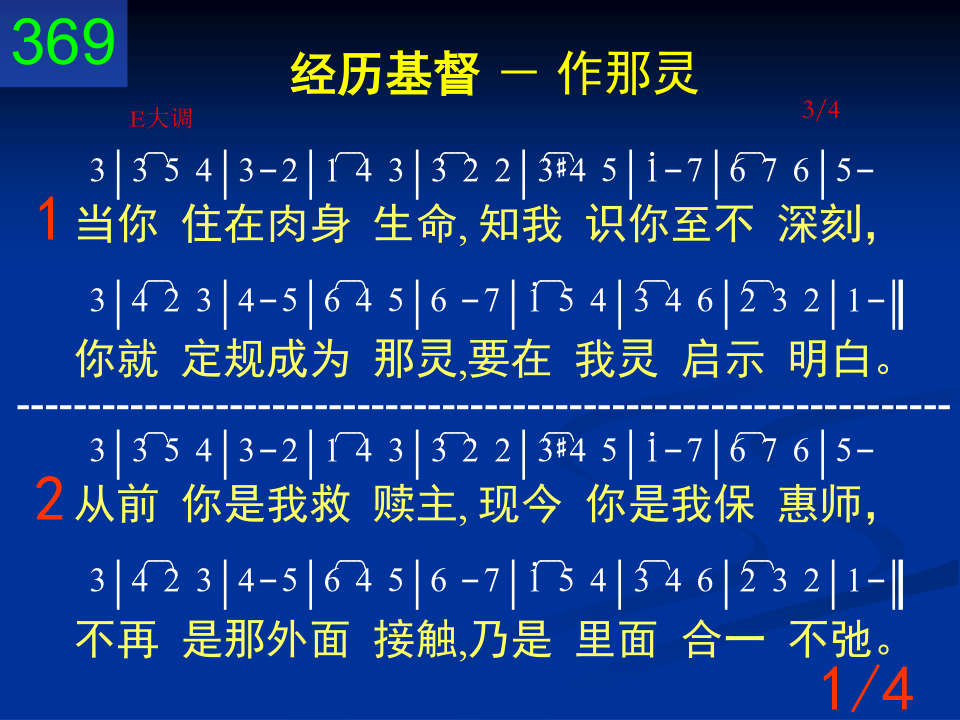 369
经历基督 － 作那灵
E大调 3/4
3|3 5 4|3-2|1 4 3|3 2 2|3#4 5|i-7|6 7 6|5-
1 当你 住在肉身 生命, 知我 识你至不 深刻，
3|4 2 3|4-5|6 4 5|6 -7|i 5 4|3 4 6|2 3 2|1-‖
你就 定规成为 那灵,要在 我灵 启示 明白。
------------------------------------------------------------------
3|3 5 4|3-2|1 4 3|3 2 2|3#4 5|i-7|6 7 6|5-
2 从前 你是我救 赎主, 现今 你是我保 惠师，
3|4 2 3|4-5|6 4 5|6 -7|i 5 4|3 4 6|2 3 2|1-‖
不再 是那外面 接触,乃是 里面 合一 不弛。
1/4